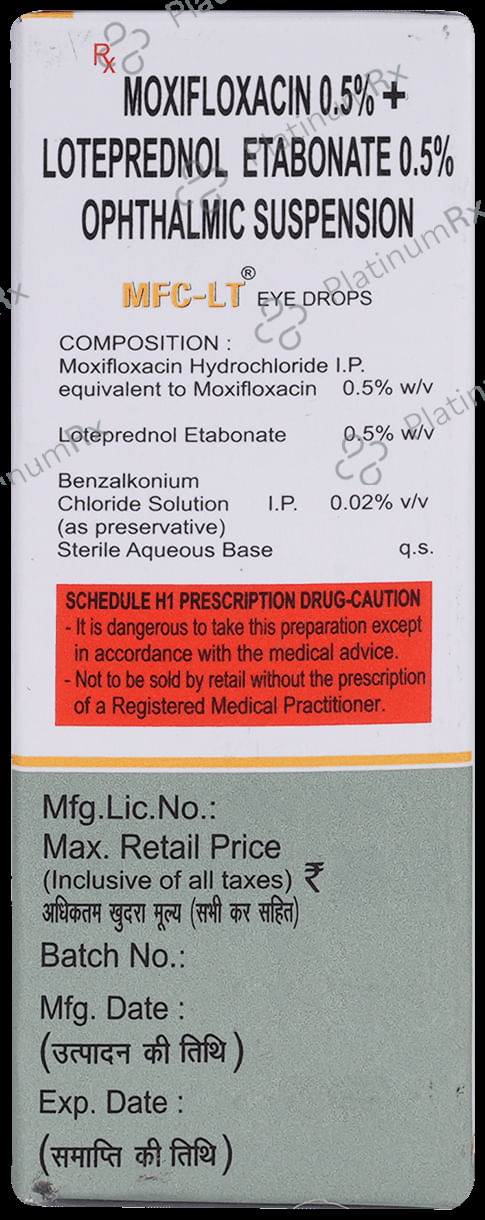 Rx
MOXIFLOXACIN 0.5% +
LOTEPREDNOL ETABONATE 0.5%
OPHTHALMIC SUSPENSION
MFC-LT® EYE DROPS
COMPOSITION :
Moxifloxacin Hydrochloride I.P.
equivalent to Moxifloxacin 0.5% w/v
Loteprednol Etabonate 0.5% w/v
Benzalkonium
Chloride Solution I.P. 0.02% v/v
(as preservative)
Sterile Aqueous Base q.s.
SCHEDULE H1 PRESCRIPTION DRUG-CAUTION
- It is dangerous to take this preparation except
in accordance with the medical advice.
- Not to be sold by retail without the prescription
of a Registered Medical Practitioner.
Mfg.Lic.No.:
Max. Retail Price
(Inclusive of all taxes) ₹
अधिकतम खुदरा मूल्य (सभी कर सहित)
Batch No.:
Mfg. Date :
(उत्पादन की तिथि )
Exp. Date :
(समाप्ति की तिथि )
PlatinumRx
PlatinumRx
PlatinumRx